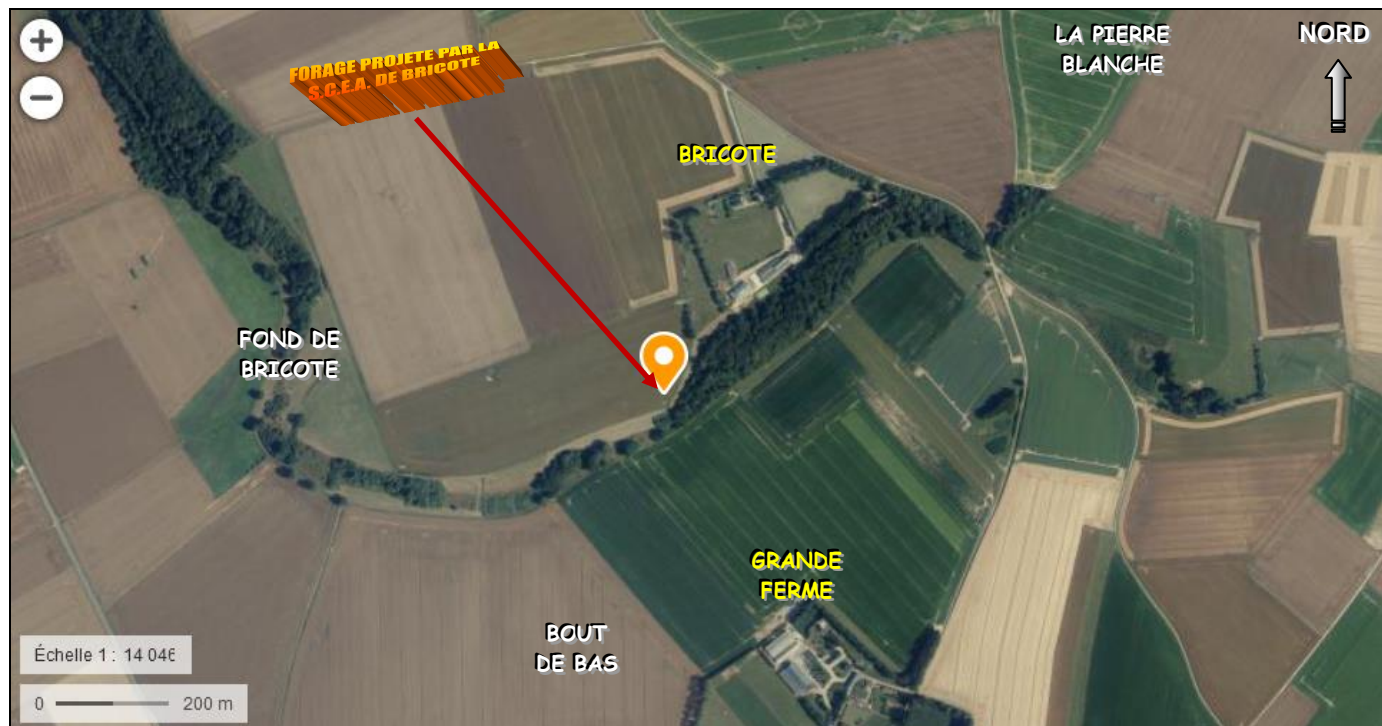 FORAGE PROJETE PAR LA
S.C.E.A. DE BRICOTE
LA PIERRE
BLANCHE
NORD
BRICOTE
FOND DE
BRICOTE
GRANDE
FERME
BOUT
DE BAS
Échelle 1 : 14 046
0 200 m